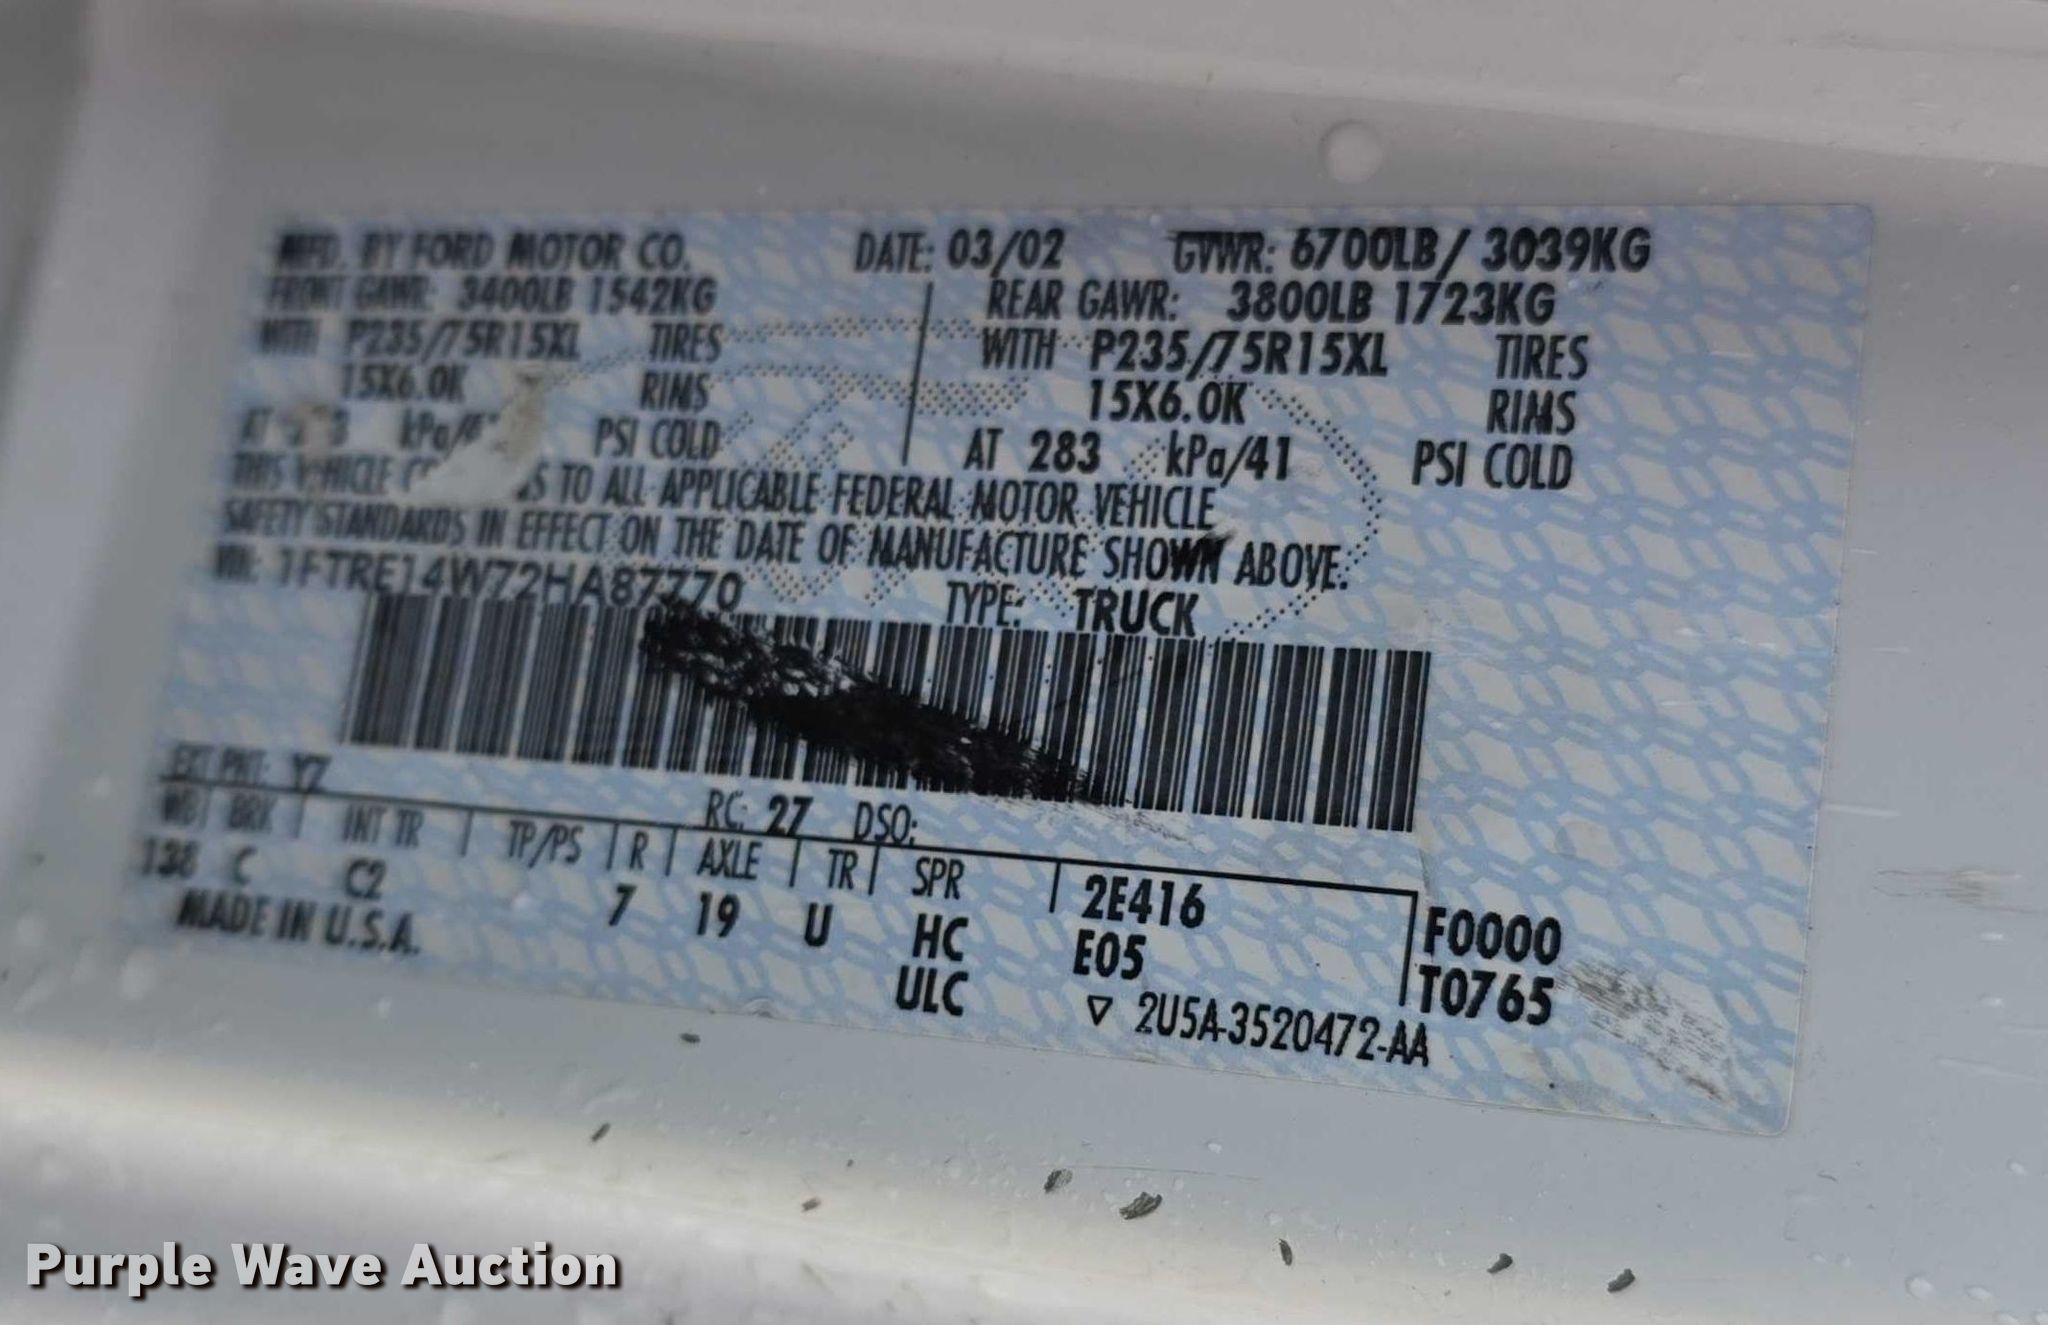 MFD. BY FORD MOTOR CO. DATE: 03/02 GVWR: 6700LB/ 3039KG
FRONT GAWR: 3400LB 1542KG REAR GAWR: 3800LB 1723KG
WITH P235/75R15XL TIRES WITH P235/75R15XL TIRES
15X6.0K RIMS 15X6.0K RIMS
AT kPa/ PSI COLD AT 283 kPa/41 PSI COLD
THIS VEHICLE TO ALL APPLICABLE FEDERAL MOTOR VEHICLE
SAFETY STANDARDS IN EFFECT ON THE DATE OF MANUFACTURE SHOWN ABOVE.
VIN: 1FTRE14W72HA87770 TYPE: TRUCK
EXT PNT: YZ RC: 27 DSO:
WB BRK INT TR TP/PS R AXLE TR SPR
138 C C2 7 19 U HC 2E416 F0000
MADE IN U.S.A. ULC E05 T0765
▽ 2U5A-3520472-AA
Purple Wave Auction